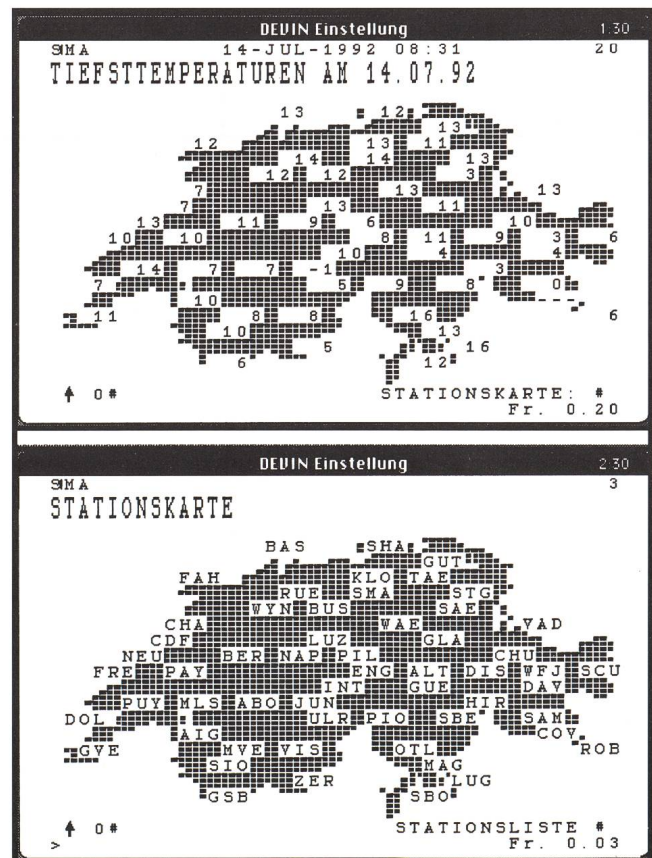 DEVIN Einstellung 1:30
SMA 14-JUL-1992 08:31 20
TIEFSTTEMPERATUREN AM 14.07.92
13 12
13
12 13 11
14 14 13
12 12 3
7 13 13
7 13 11
13 11 9 6 10
10 10 8 11 9 3 6
10 4 4
14 7 7 -1 3
7 5 9 8 0
10 ---
11 8 8 16 6
10 13
5 16
6 12
0# STATIONSKARTE: #
Fr. 0.20
DEVIN Einstellung 2:30
SMA 3
STATIONSKARTE
BAS SHA
GUT
FAH KLO TAE
RUE SMA STG
WYN BUS SAE
CHA WAE VAD
CDF LUZ GLA
NEU BER NAP PIL CHU
FRE PAY ENG ALT DIS WFJ SCU
INT GUE DAV
PUY MLS ABO JUN HIR
DOL ULR PIO SBE SAM
AIG COV
GVE MVE VIS OTL ROB
SIO MAG
ZER LUG
GSB SBO
0# STATIONSLISTE #
> Fr. 0.03